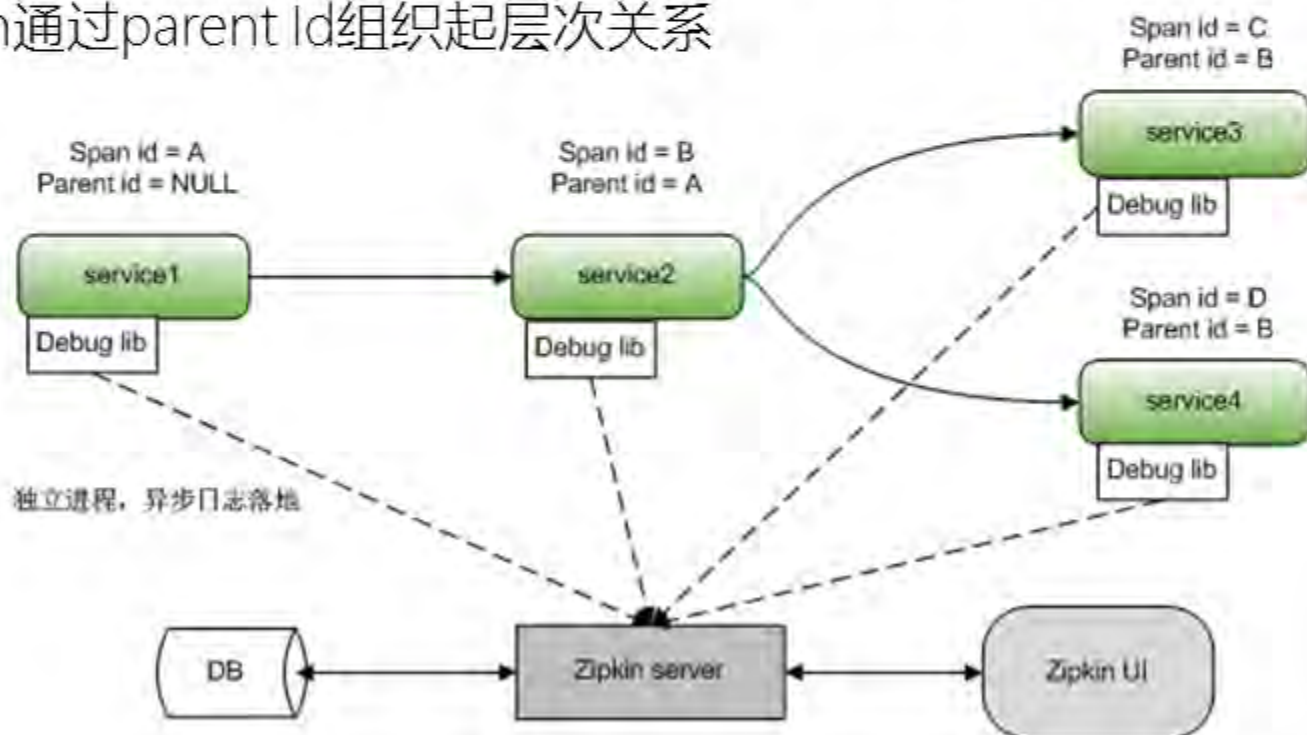 n通过parent Id组织起层次关系
Span id = C
Parent id = B
service3
Debug lib
Span id = A
Parent id = NULL
service1
Debug lib
Span id = B
Parent id = A
service2
Debug lib
Span id = D
Parent id = B
service4
Debug lib
独立进程，异步日志落地
DB
Zipkin server
Zipkin UI